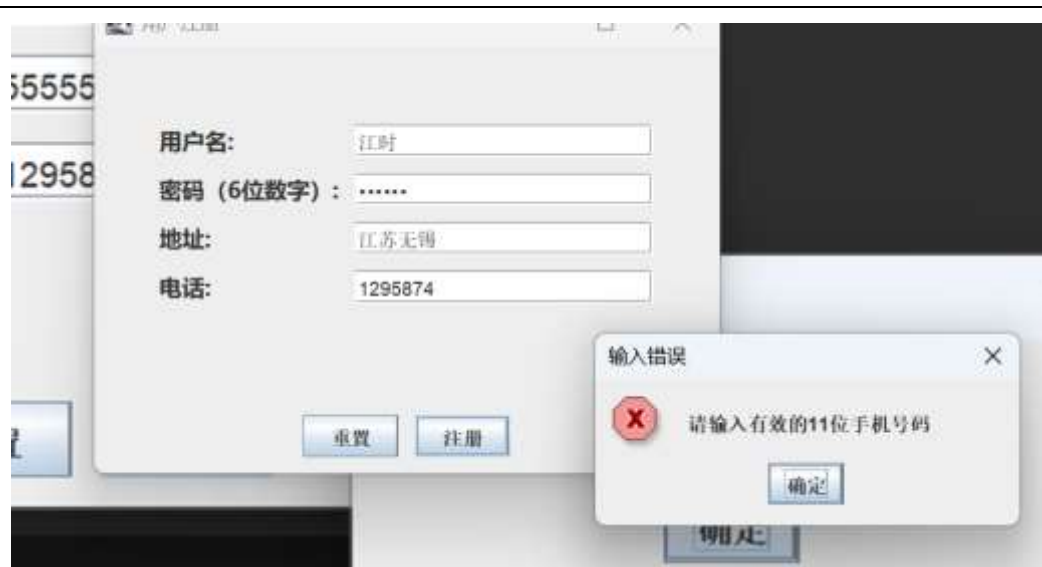 55555
12958
用户名:
江时
密码（6位数字）:
······
地址:
江苏无锡
电话:
1295874
重置
注册
输入错误
请输入有效的11位手机号码
确定
确定